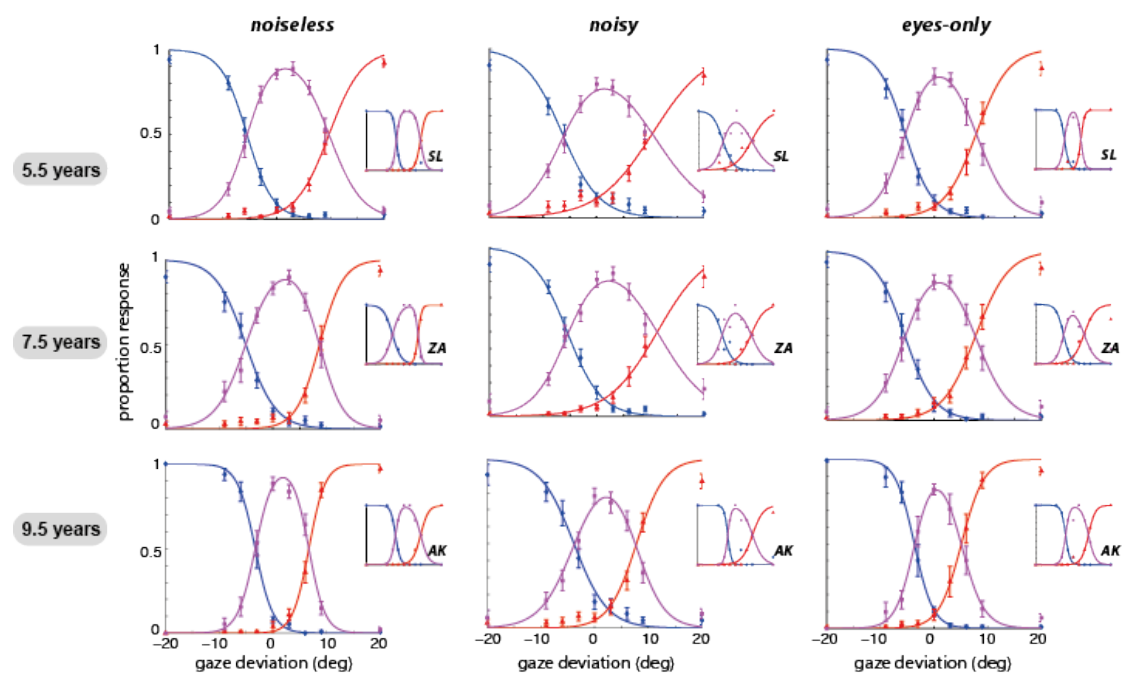 noiseless noisy eyes-only
1
0.5
0
SL
SL
SL
5.5 years
1
0.5
0
ZA
ZA
ZA
7.5 years
proportion response
1
0.5
0
AK
AK
AK
9.5 years
−20 −10 0 10 20
−20 −10 0 10 20
−20 −10 0 10 20
gaze deviation (deg) gaze deviation (deg) gaze deviation (deg)